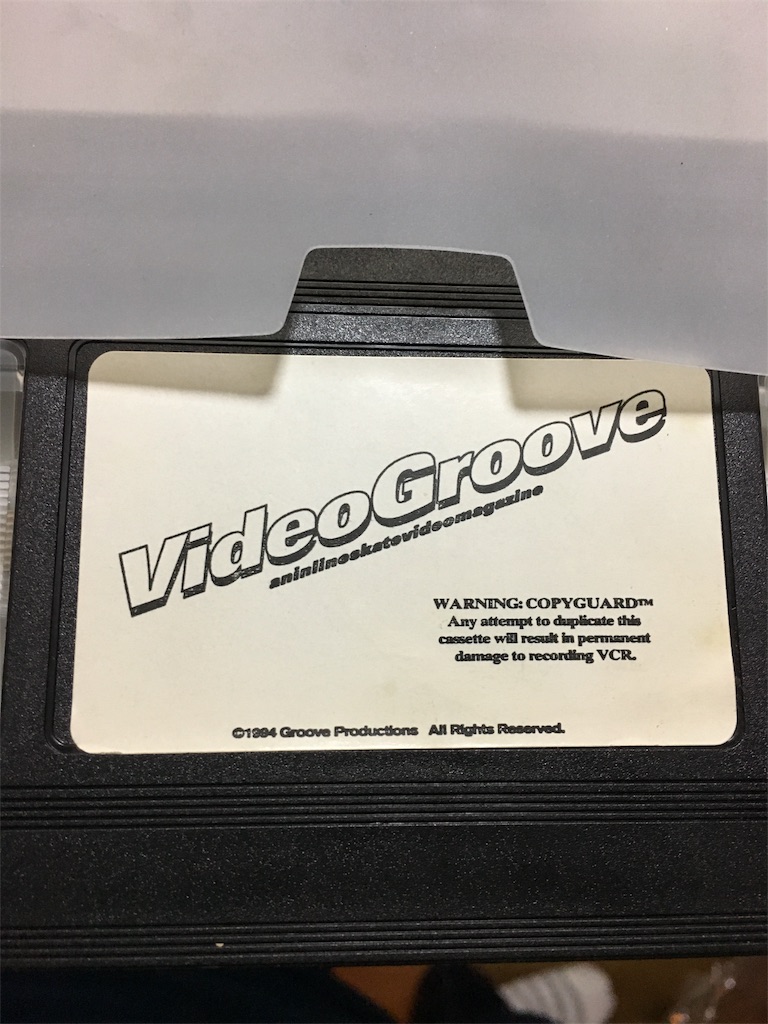 VideoGroove
aninlineskatevideomagazine
WARNING: COPYGUARD™
Any attempt to duplicate this
cassette will result in permanent
damage to recording VCR.
©1994 Groove Productions All Rights Reserved.